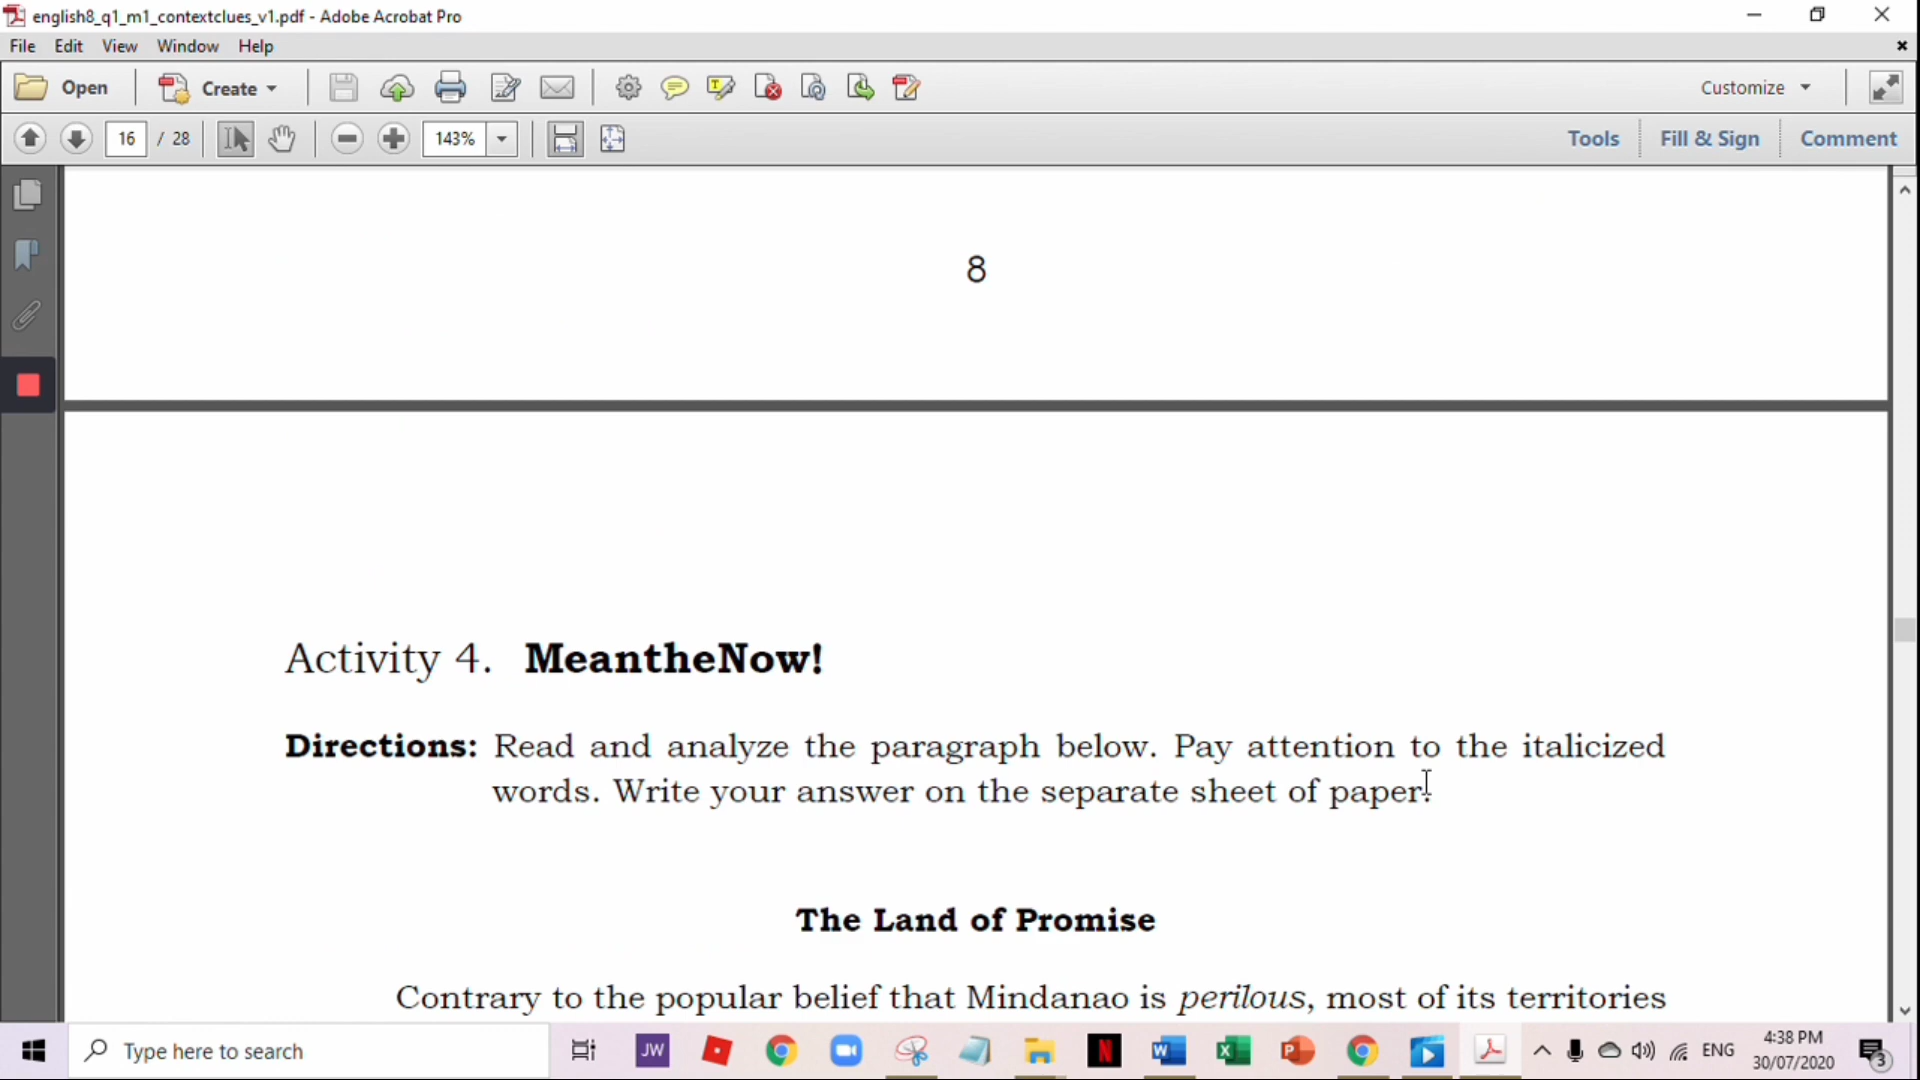 english8_q1_m1_contextclues_v1.pdf - Adobe Acrobat Pro
File Edit View Window Help
Open Create Customize
16 / 28 143% Tools Fill & Sign Comment
8
Activity 4. MeantheNow!
Directions: Read and analyze the paragraph below. Pay attention to the italicized
words. Write your answer on the separate sheet of paper.
The Land of Promise
Contrary to the popular belief that Mindanao is perilous, most of its territories
Type here to search JW N ENG 4:38 PM
30/07/2020 3